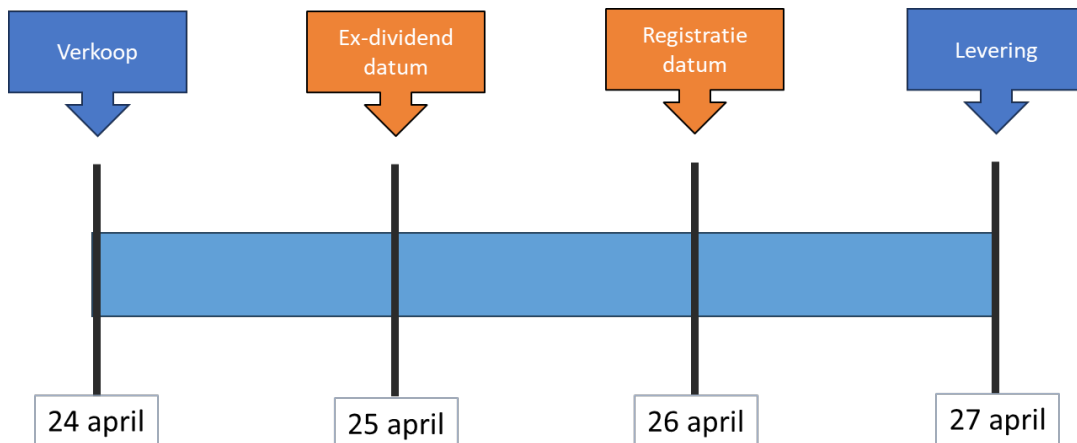 Verkoop
Ex-dividend
datum
Registratie
datum
Levering
24 april
25 april
26 april
27 april